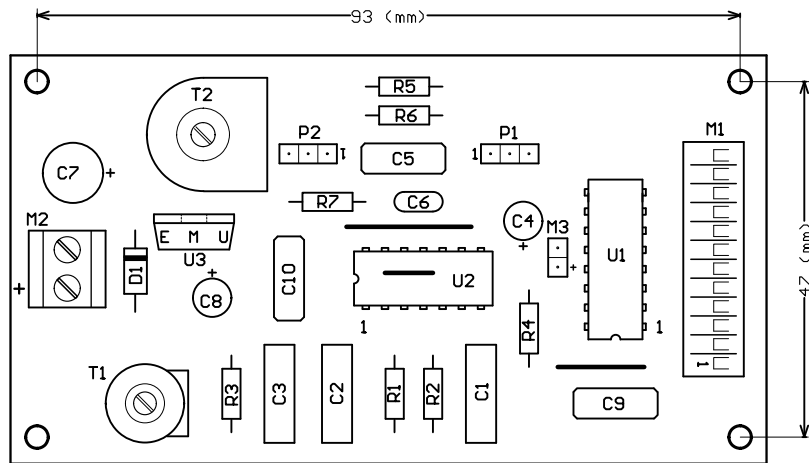 93 (mm)
T2
R5
R6
P2
P1
M1
1
1
C5
C7
+
R7
C6
C4
+
M3
+
M2
+
E M U
U3
D1
+
C8
C10
U2
U1
47 (mm)
1
R4
1
T1
R3
C3
C2
R1
R2
C1
C9
1